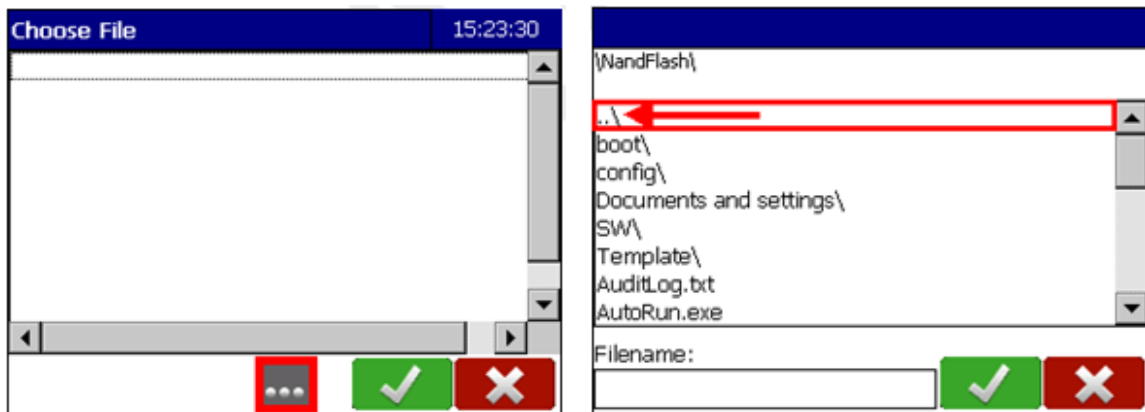 Choose File
15:23:30
\NandFlash\
..\
boot\
config\
Documents and settings\
SW\
Template\
AuditLog.txt
AutoRun.exe
Filename: